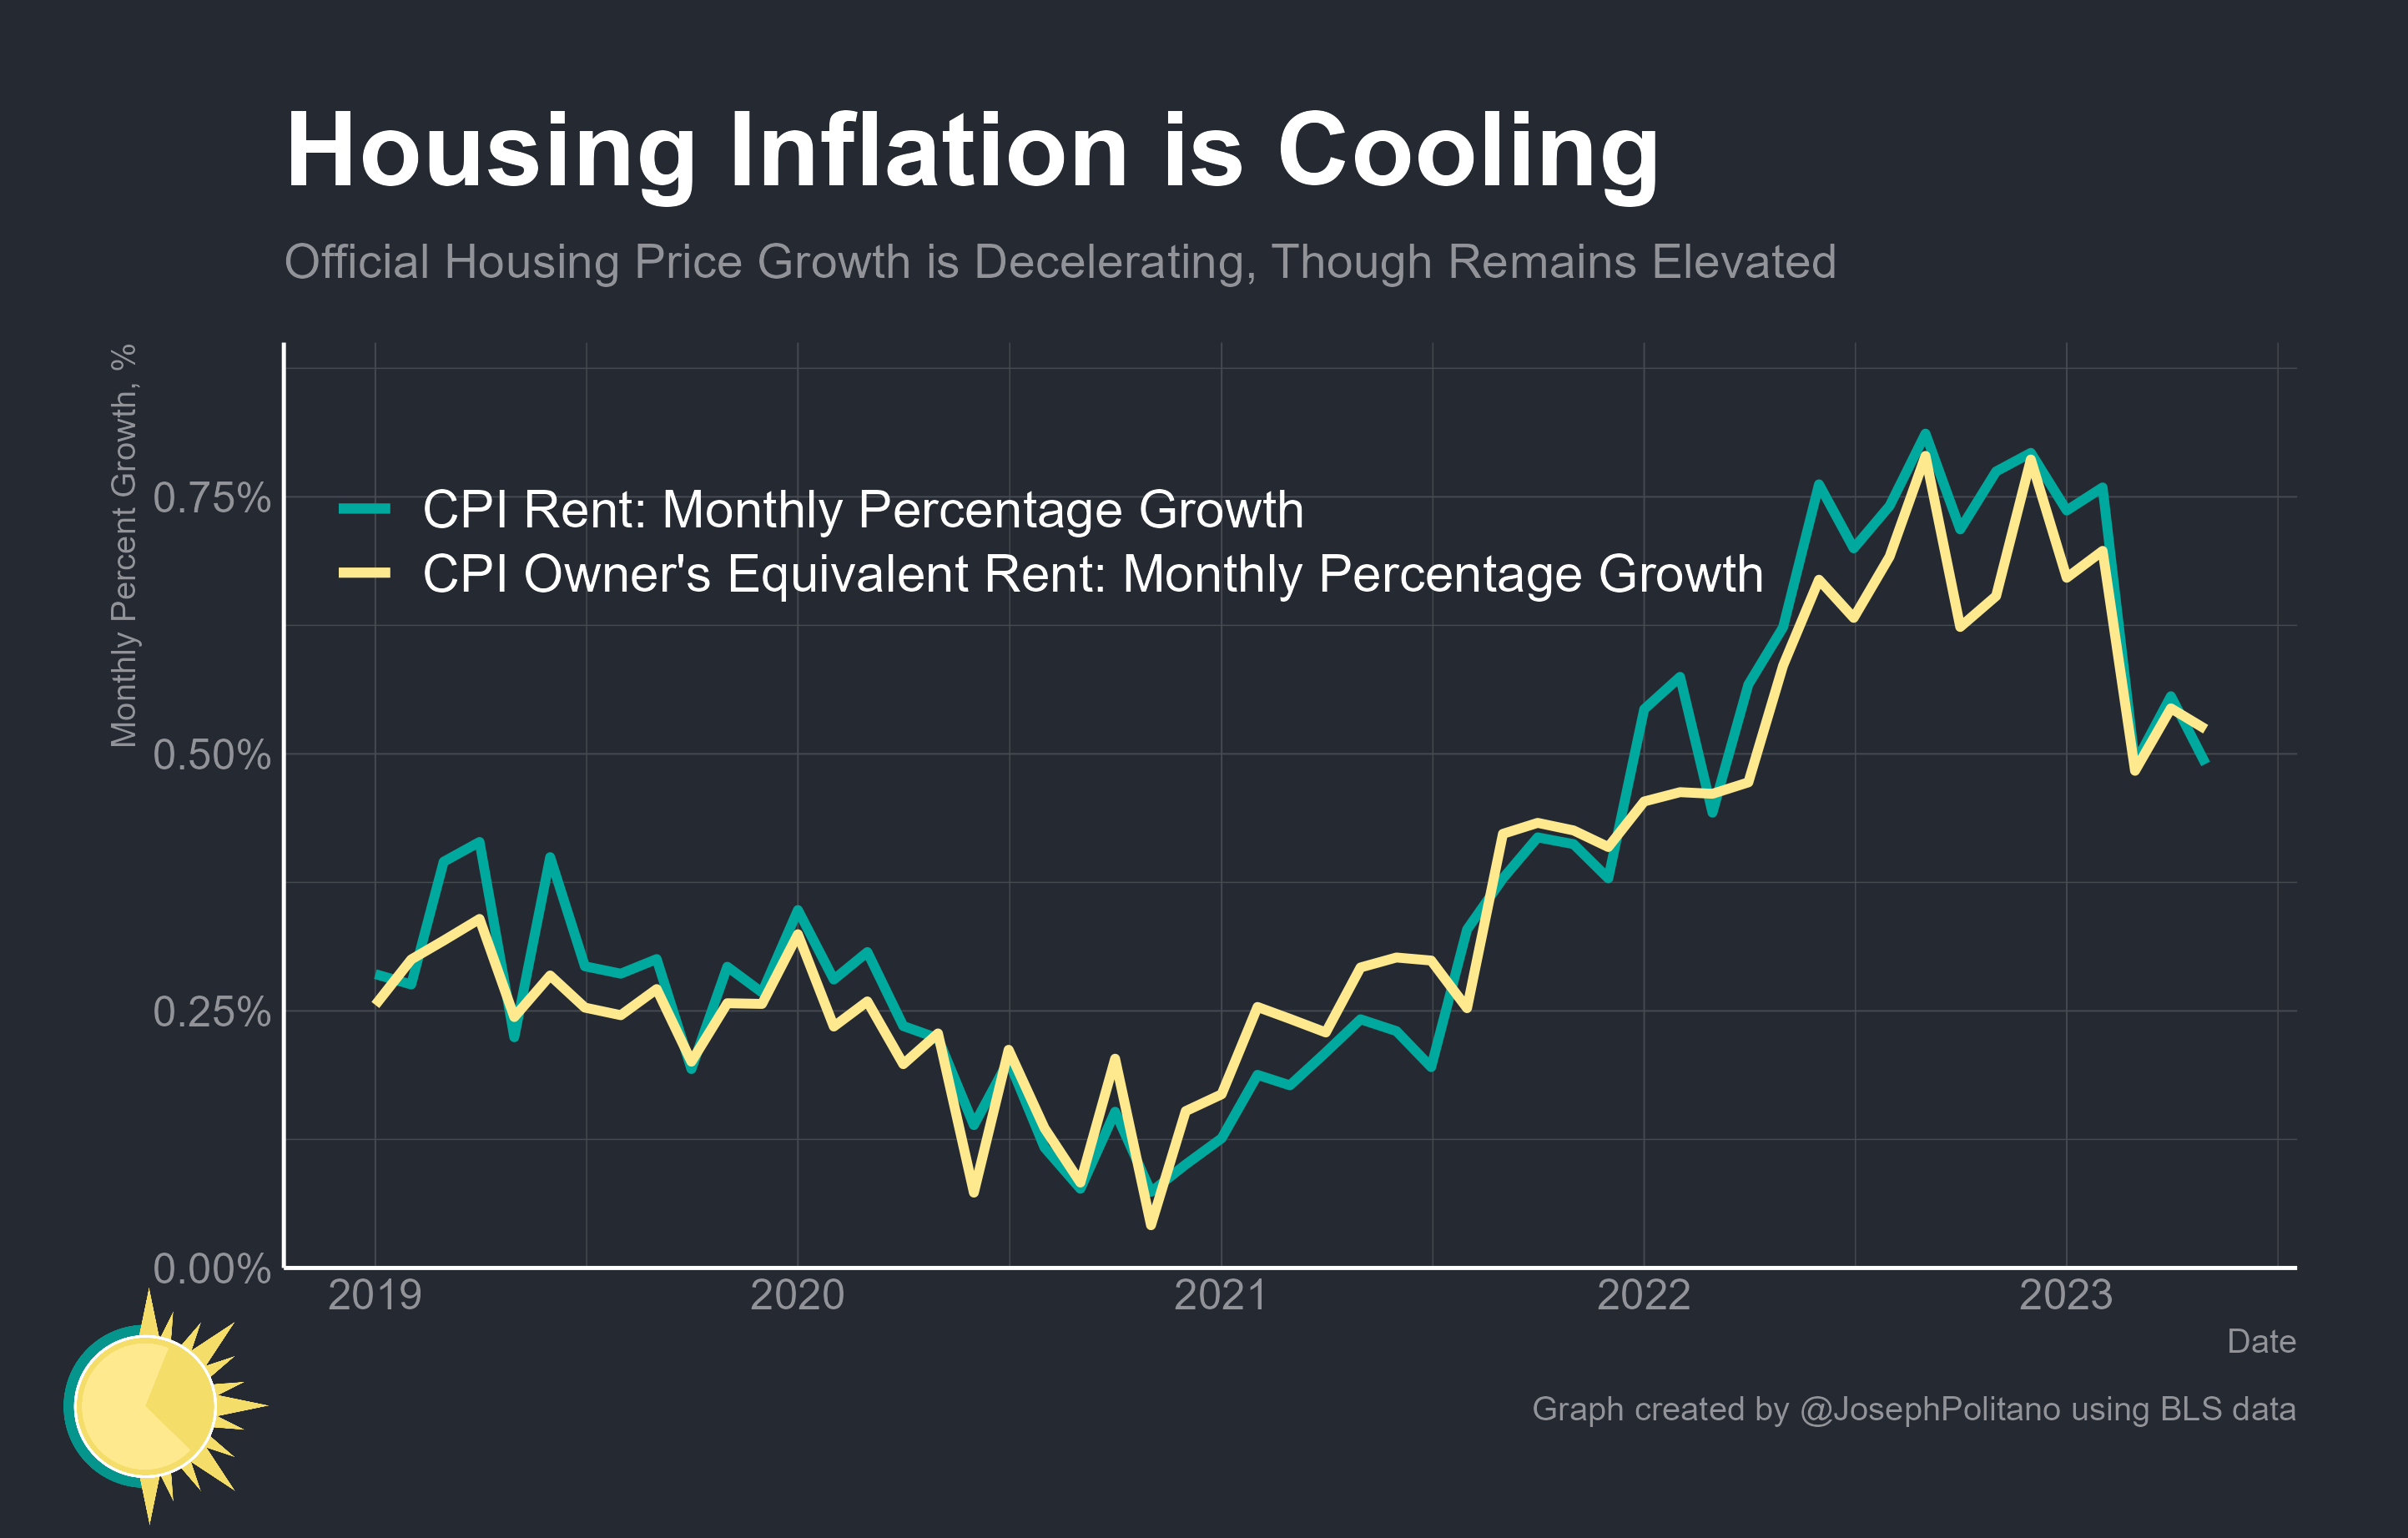 Housing Inflation is Cooling
Official Housing Price Growth is Decelerating, Though Remains Elevated
Monthly Percent Growth, %
0.75%
0.50%
0.25%
0.00%
CPI Rent: Monthly Percentage Growth
CPI Owner's Equivalent Rent: Monthly Percentage Growth
2019
2020
2021
2022
2023
Date
Graph created by @JosephPolitano using BLS data